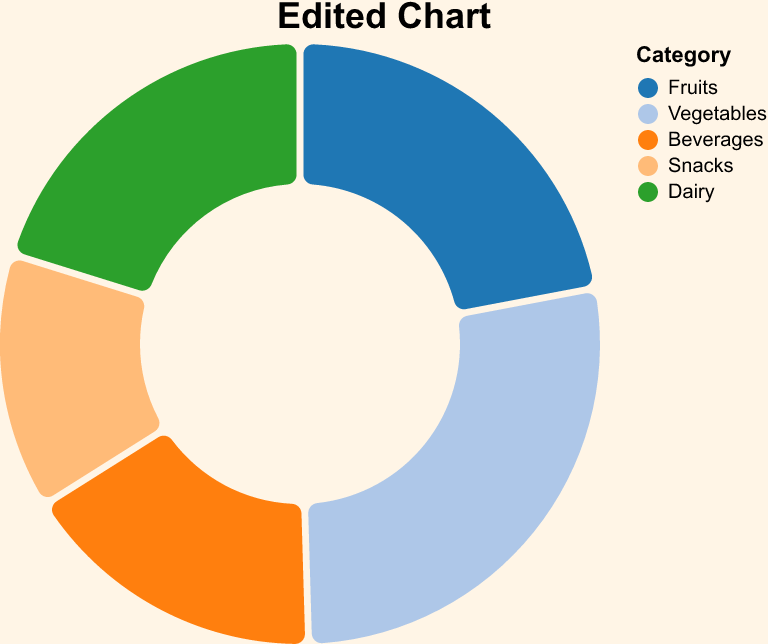 Edited Chart
Category
Fruits
Vegetables
Beverages
Snacks
Dairy